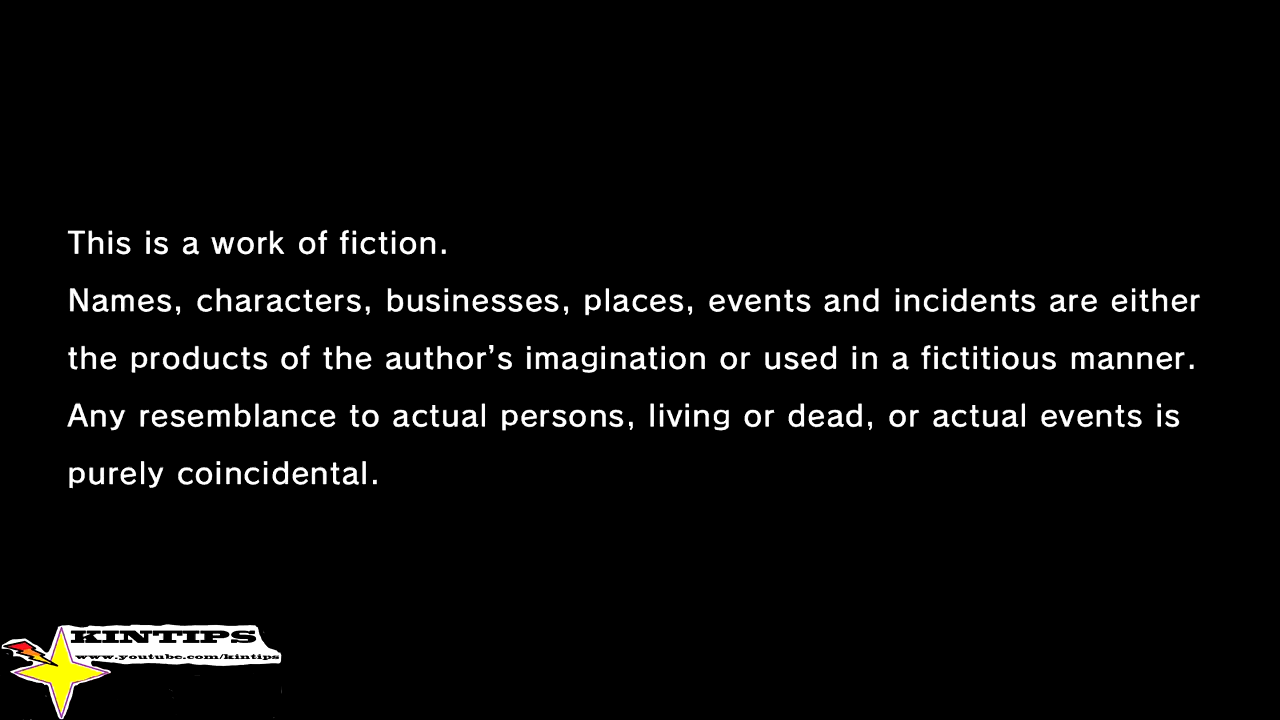 This is a work of fiction.
Names, characters, businesses, places, events and incidents are either
the products of the author’s imagination or used in a fictitious manner.
Any resemblance to actual persons, living or dead, or actual events is
purely coincidental.
KINTIPS
www.youtube.com/kintips